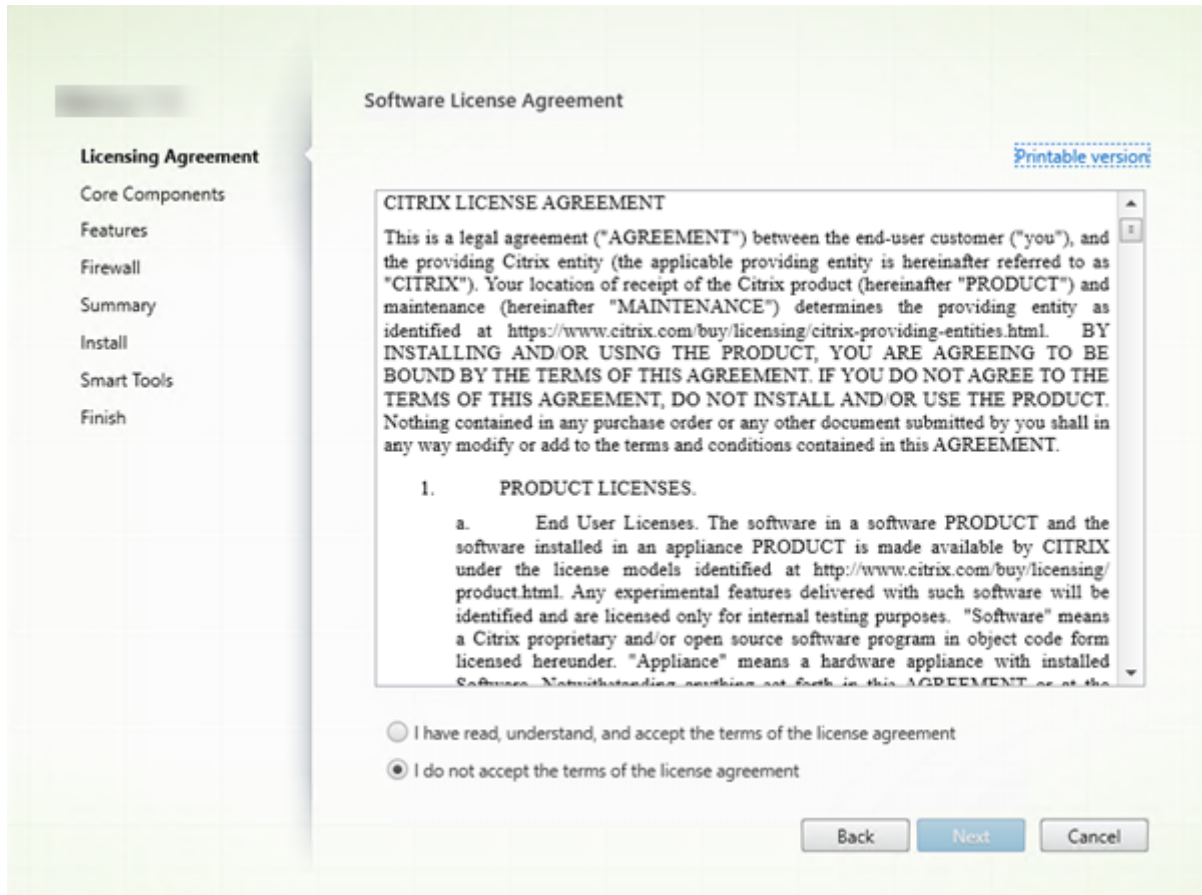 Software License Agreement
Licensing Agreement
Core Components
Features
Firewall
Summary
Install
Smart Tools
Finish
Printable version
CITRIX LICENSE AGREEMENT
This is a legal agreement ("AGREEMENT") between the end-user customer ("you"), and
the providing Citrix entity (the applicable providing entity is hereinafter referred to as
"CITRIX"). Your location of receipt of the Citrix product (hereinafter "PRODUCT") and
maintenance (hereinafter "MAINTENANCE") determines the providing entity as
identified at https://www.citrix.com/buy/licensing/citrix-providing-entities.html. BY
INSTALLING AND/OR USING THE PRODUCT, YOU ARE AGREEING TO BE
BOUND BY THE TERMS OF THIS AGREEMENT. IF YOU DO NOT AGREE TO THE
TERMS OF THIS AGREEMENT, DO NOT INSTALL AND/OR USE THE PRODUCT.
Nothing contained in any purchase order or any other document submitted by you shall in
any way modify or add to the terms and conditions contained in this AGREEMENT.
1. PRODUCT LICENSES.
a. End User Licenses. The software in a software PRODUCT and the
software installed in an appliance PRODUCT is made available by CITRIX
under the license models identified at http://www.citrix.com/buy/licensing/
product.html. Any experimental features delivered with such software will be
identified and are licensed only for internal testing purposes. "Software" means
a Citrix proprietary and/or open source software program in object code form
licensed hereunder. "Appliance" means a hardware appliance with installed
Software. Notwithstanding anything set forth in this AGREEMENT or at the
I have read, understand, and accept the terms of the license agreement
I do not accept the terms of the license agreement
Back
Next
Cancel